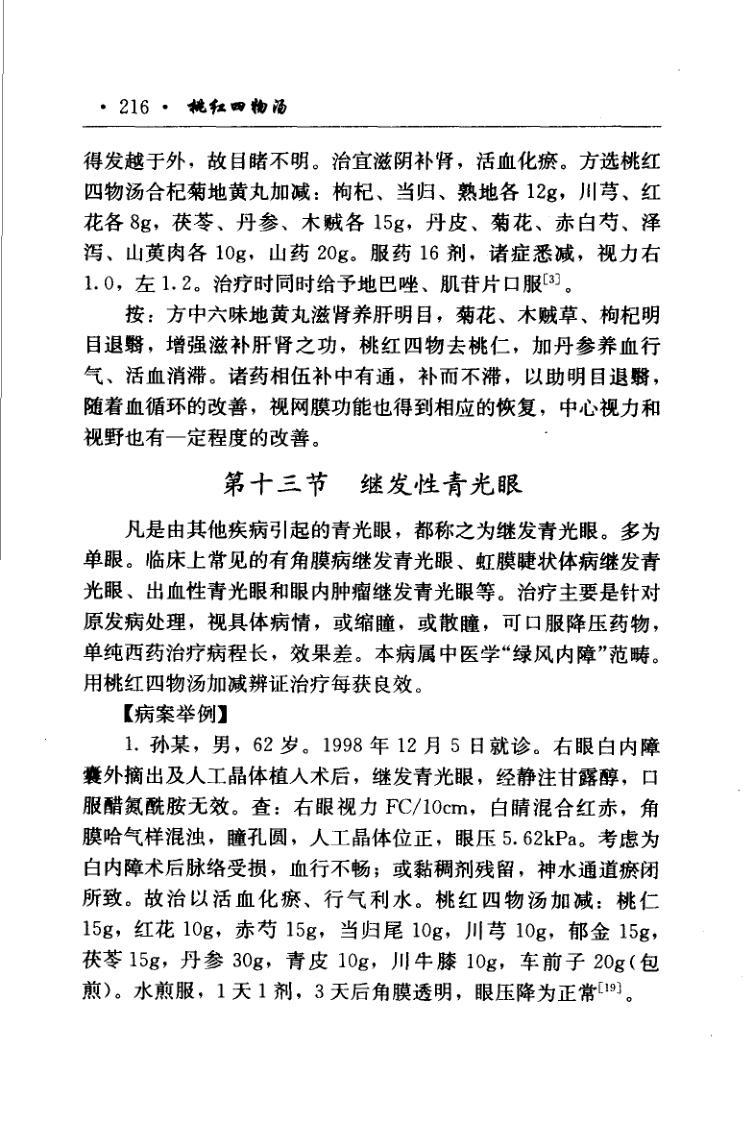 · 216 · 桃红四物汤
得发越于外，故目睹不明。治宜滋阴补肾，活血化瘀。方选桃红
四物汤合杞菊地黄丸加减：枸杞、当归、熟地各 12g，川芎、红
花各 8g，茯苓、丹参、木贼各 15g，丹皮、菊花、赤白芍、泽
泻、山萸肉各 10g，山药 20g。服药 16 剂，诸症悉减，视力右
1.0，左 1.2。治疗时同时给予地巴唑、肌苷片口服[3]。
按：方中六味地黄丸滋肾养肝明目，菊花、木贼草、枸杞明
目退翳，增强滋补肝肾之功，桃红四物去桃仁，加丹参养血行
气、活血消滞。诸药相伍补中有通，补而不滞，以助明目退翳，
随着血循环的改善，视网膜功能也得到相应的恢复，中心视力和
视野也有一定程度的改善。
第十三节 继发性青光眼
凡是由其他疾病引起的青光眼，都称之为继发青光眼。多为
单眼。临床上常见的有角膜病继发青光眼、虹膜睫状体病继发青
光眼、出血性青光眼和眼内肿瘤继发青光眼等。治疗主要是针对
原发病处理，视具体病情，或缩瞳，或散瞳，可口服降压药物，
单纯西药治疗病程长，效果差。本病属中医学“绿风内障”范畴。
用桃红四物汤加减辨证治疗每获良效。
【病案举例】
1. 孙某，男，62 岁。1998 年 12 月 5 日就诊。右眼白内障
囊外摘出及人工晶体植入术后，继发青光眼，经静注甘露醇，口
服醋氮酰胺无效。查：右眼视力 FC/10cm，白睛混合红赤，角
膜哈气样混浊，瞳孔圆，人工晶体位正，眼压 5.62kPa。考虑为
白内障术后脉络受损，血行不畅；或黏稠剂残留，神水通道瘀闭
所致。故治以活血化瘀、行气利水。桃红四物汤加减：桃仁
15g，红花 10g，赤芍 15g，当归尾 10g，川芎 10g，郁金 15g，
茯苓 15g，丹参 30g，青皮 10g，川牛膝 10g，车前子 20g(包
煎)。水煎服，1 天 1 剂，3 天后角膜透明，眼压降为正常[19]。